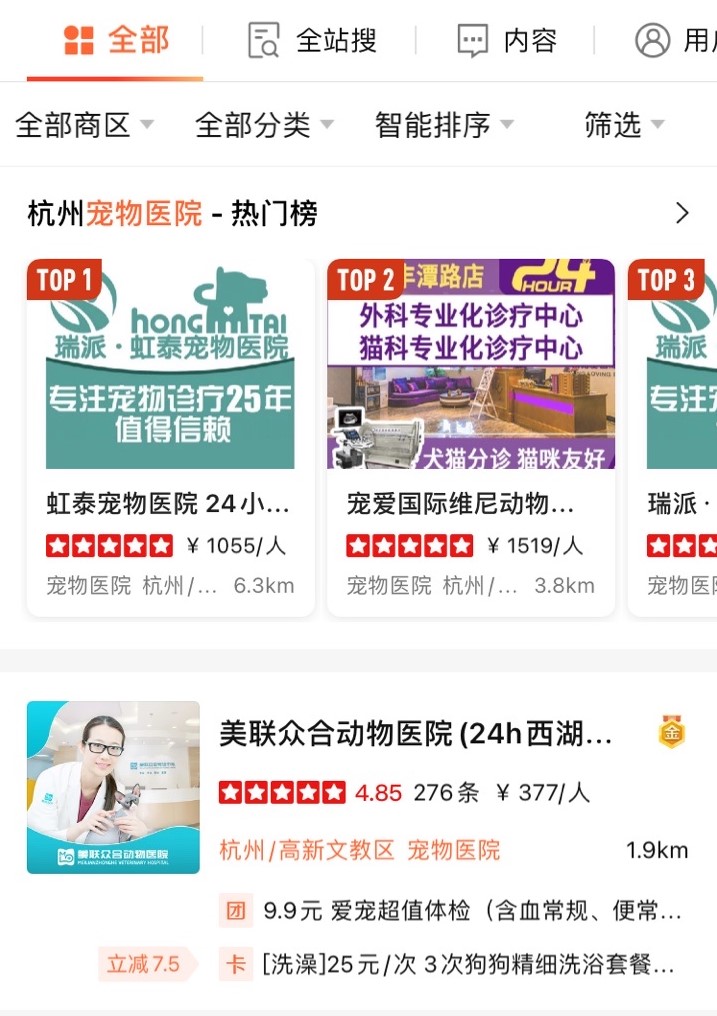 全部
全站搜
内容
用
全部商区
全部分类
智能排序
筛选
杭州宠物医院 - 热门榜
TOP 1
HONG TAI
瑞派·虹泰宠物医院
专注宠物诊疗25年
值得信赖
虹泰宠物医院 24小...
¥ 1055/人
宠物医院 杭州/... 6.3km
TOP 2
丰潭路店
24 HOUR
外科专业化诊疗中心
猫科专业化诊疗中心
犬猫分诊 猫咪友好
宠爱国际维尼动物...
¥ 1519/人
宠物医院 杭州/... 3.8km
TOP 3
瑞派
专注
瑞派·
宠物医
美联众合动物医院(24h西湖...
金
4.85 276条 ¥ 377/人
杭州/高新文教区 宠物医院 1.9km
美联众合动物医院
团 9.9元 爱宠超值体检（含血常规、便常...
立减7.5 卡 [洗澡]25元/次 3次狗狗精细洗浴套餐...